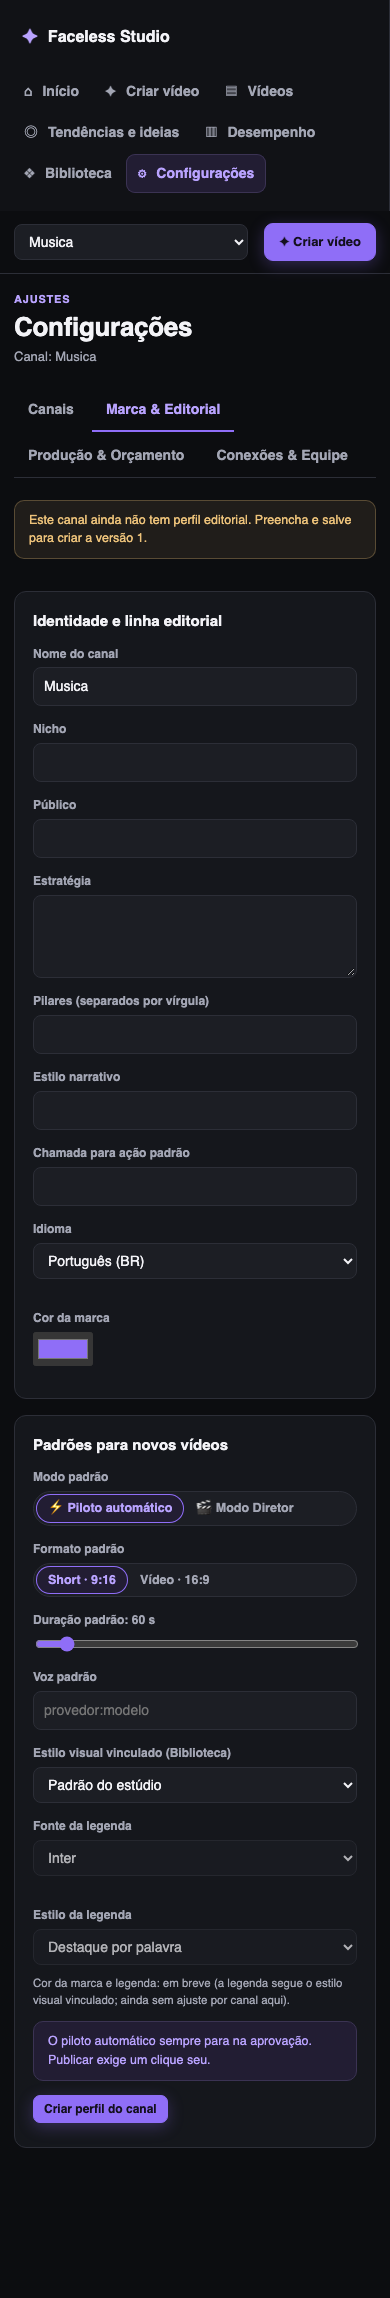 Faceless Studio
Início
Criar vídeo
Vídeos
Tendências e ideias
Desempenho
Biblioteca
Configurações
Musica
✦ Criar vídeo
AJUSTES
Configurações
Canal: Musica
Canais
Marca & Editorial
Produção & Orçamento
Conexões & Equipe
Este canal ainda não tem perfil editorial. Preencha e salve
para criar a versão 1.
Identidade e linha editorial
Nome do canal
Musica
Nicho
Público
Estratégia
Pilares (separados por vírgula)
Estilo narrativo
Chamada para ação padrão
Idioma
Português (BR)
Cor da marca
Padrões para novos vídeos
Modo padrão
⚡ Piloto automático
🎬 Modo Diretor
Formato padrão
Short · 9:16
Vídeo · 16:9
Duração padrão: 60 s
Voz padrão
provedor:modelo
Estilo visual vinculado (Biblioteca)
Padrão do estúdio
Fonte da legenda
Inter
Estilo da legenda
Destaque por palavra
Cor da marca e legenda: em breve (a legenda segue o estilo
visual vinculado; ainda sem ajuste por canal aqui).
O piloto automático sempre para na aprovação.
Publicar exige um clique seu.
Criar perfil do canal